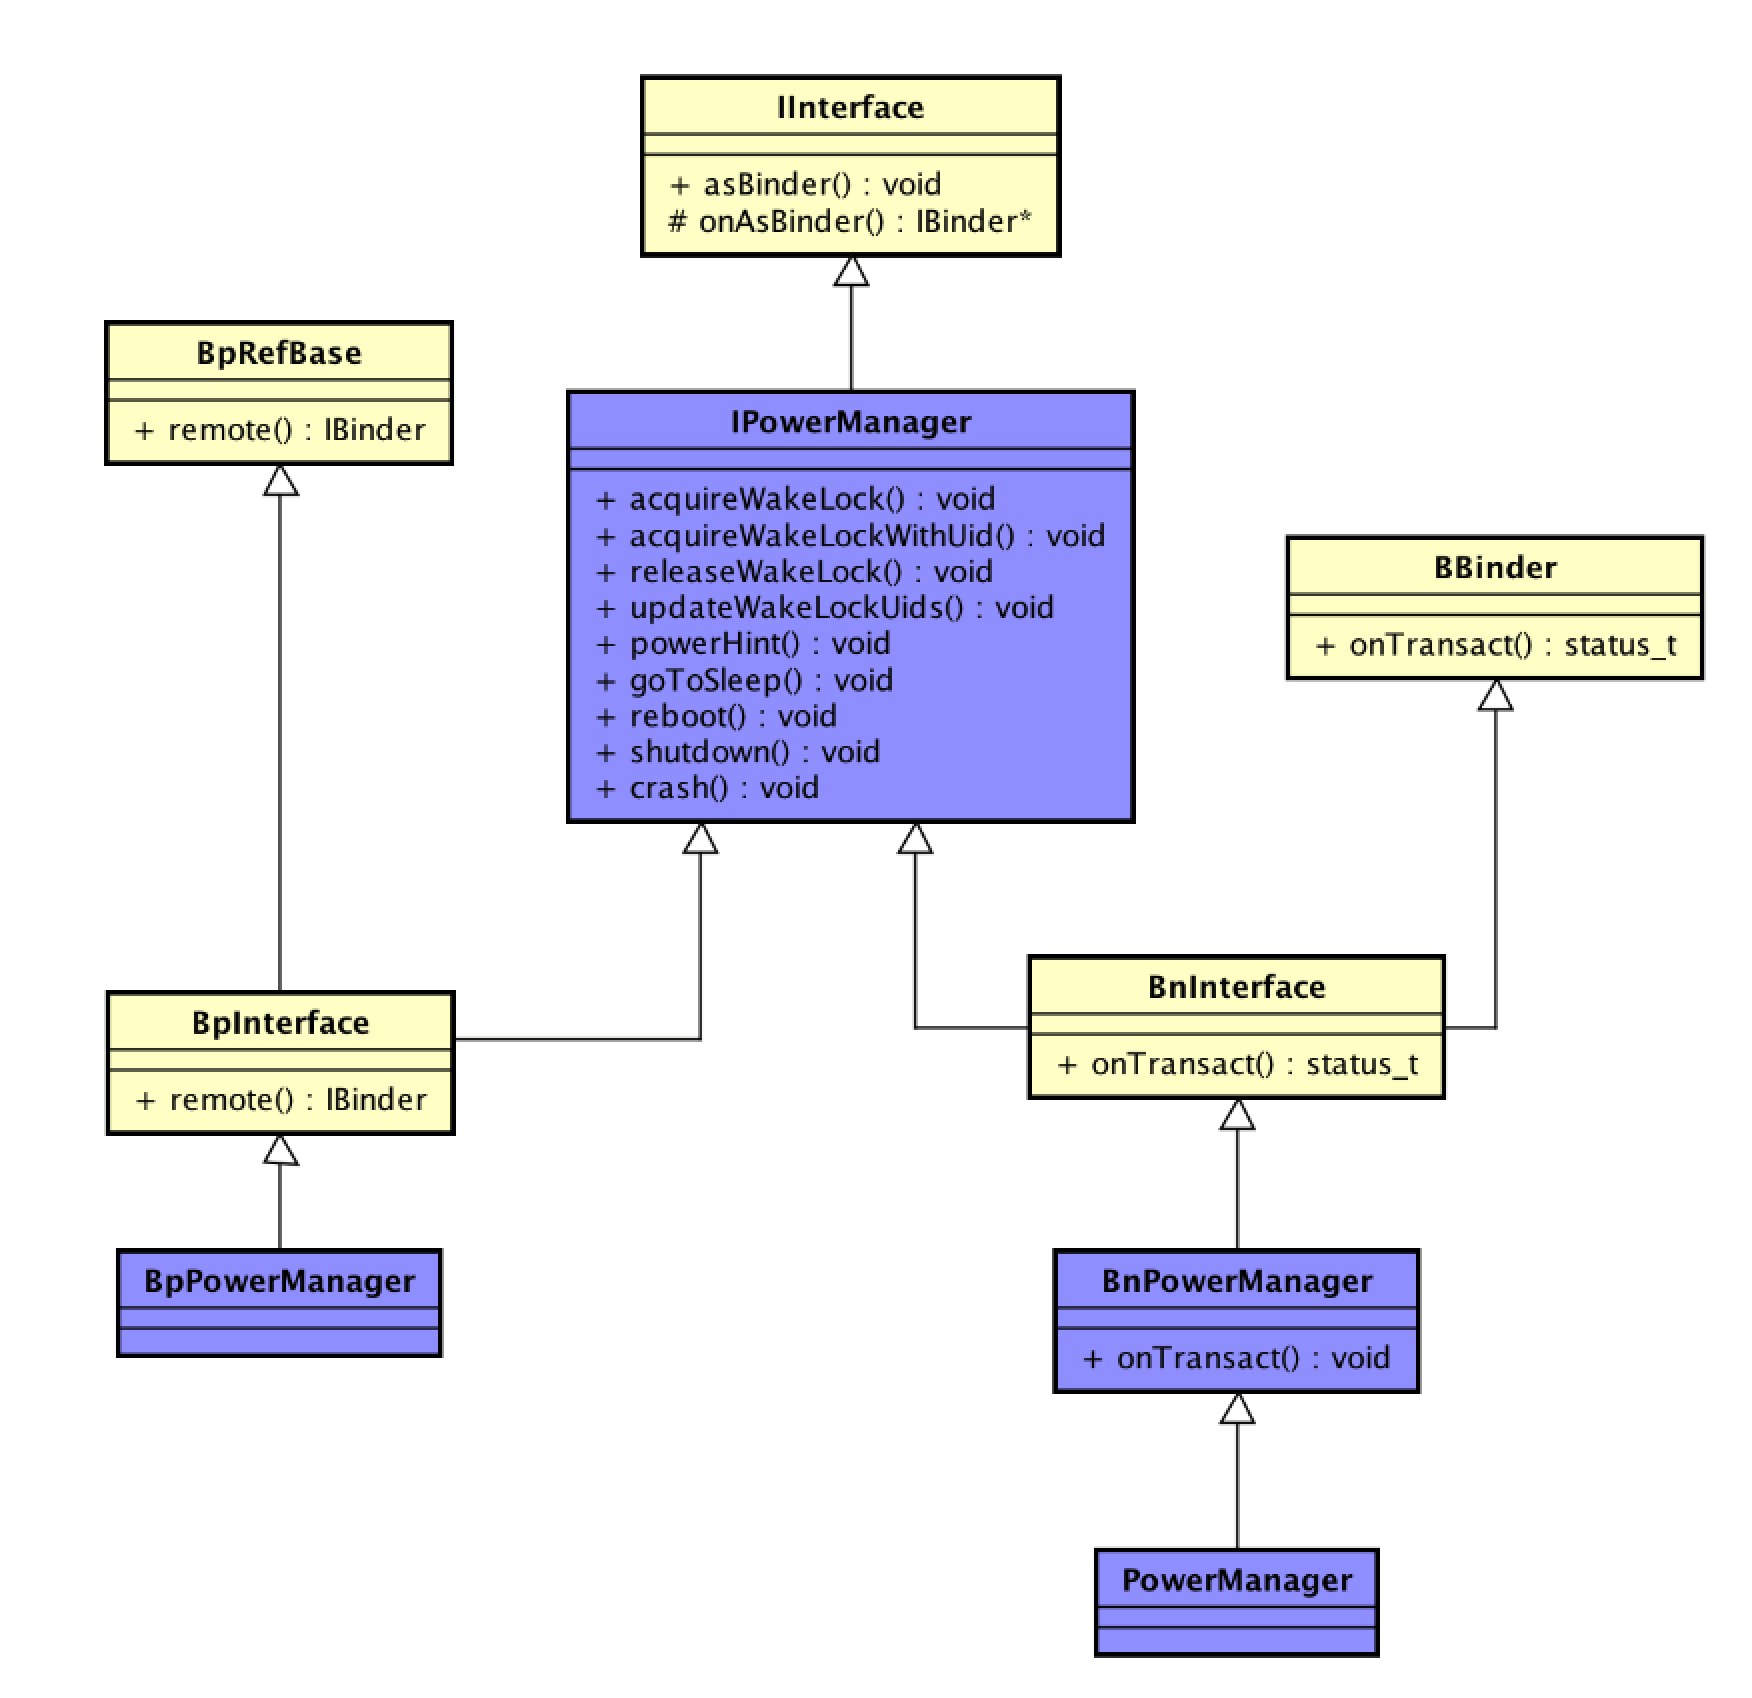 IInterface
+ asBinder() : void
# onAsBinder() : IBinder*
BpRefBase
+ remote() : IBinder
IPowerManager
+ acquireWakeLock() : void
+ acquireWakeLockWithUid() : void
+ releaseWakeLock() : void
+ updateWakeLockUids() : void
+ powerHint() : void
+ goToSleep() : void
+ reboot() : void
+ shutdown() : void
+ crash() : void
BBinder
+ onTransact() : status_t
BpInterface
+ remote() : IBinder
BnInterface
+ onTransact() : status_t
BpPowerManager
BnPowerManager
+ onTransact() : void
PowerManager